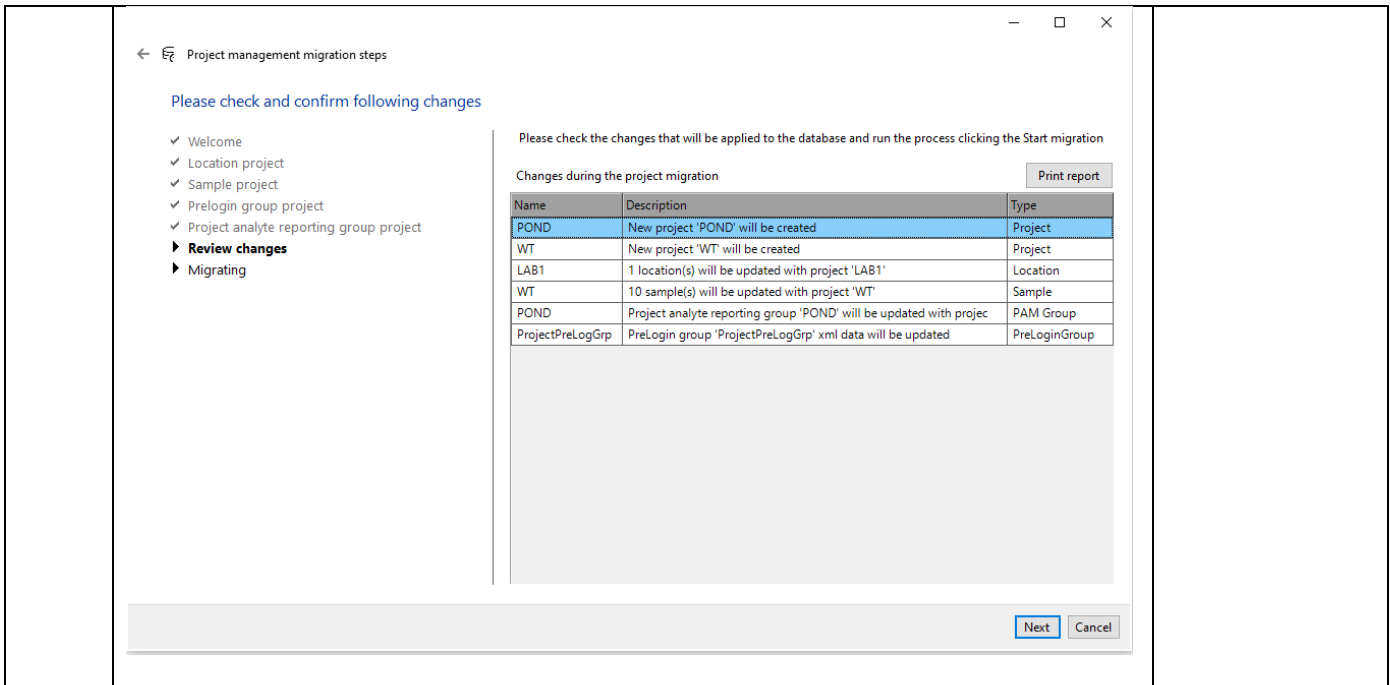 Project management migration steps
Please check and confirm following changes
Welcome
Location project
Sample project
Prelogin group project
Project analyte reporting group project
Review changes
Migrating
Please check the changes that will be applied to the database and run the process clicking the Start migration
Changes during the project migration
Print report
Name Description Type
POND New project 'POND' will be created Project
WT New project 'WT' will be created Project
LAB1 1 location(s) will be updated with project 'LAB1' Location
WT 10 sample(s) will be updated with project 'WT' Sample
POND Project analyte reporting group 'POND' will be updated with projec PAM Group
ProjectPreLogGrp PreLogin group 'ProjectPreLogGrp' xml data will be updated PreLoginGroup
Next Cancel